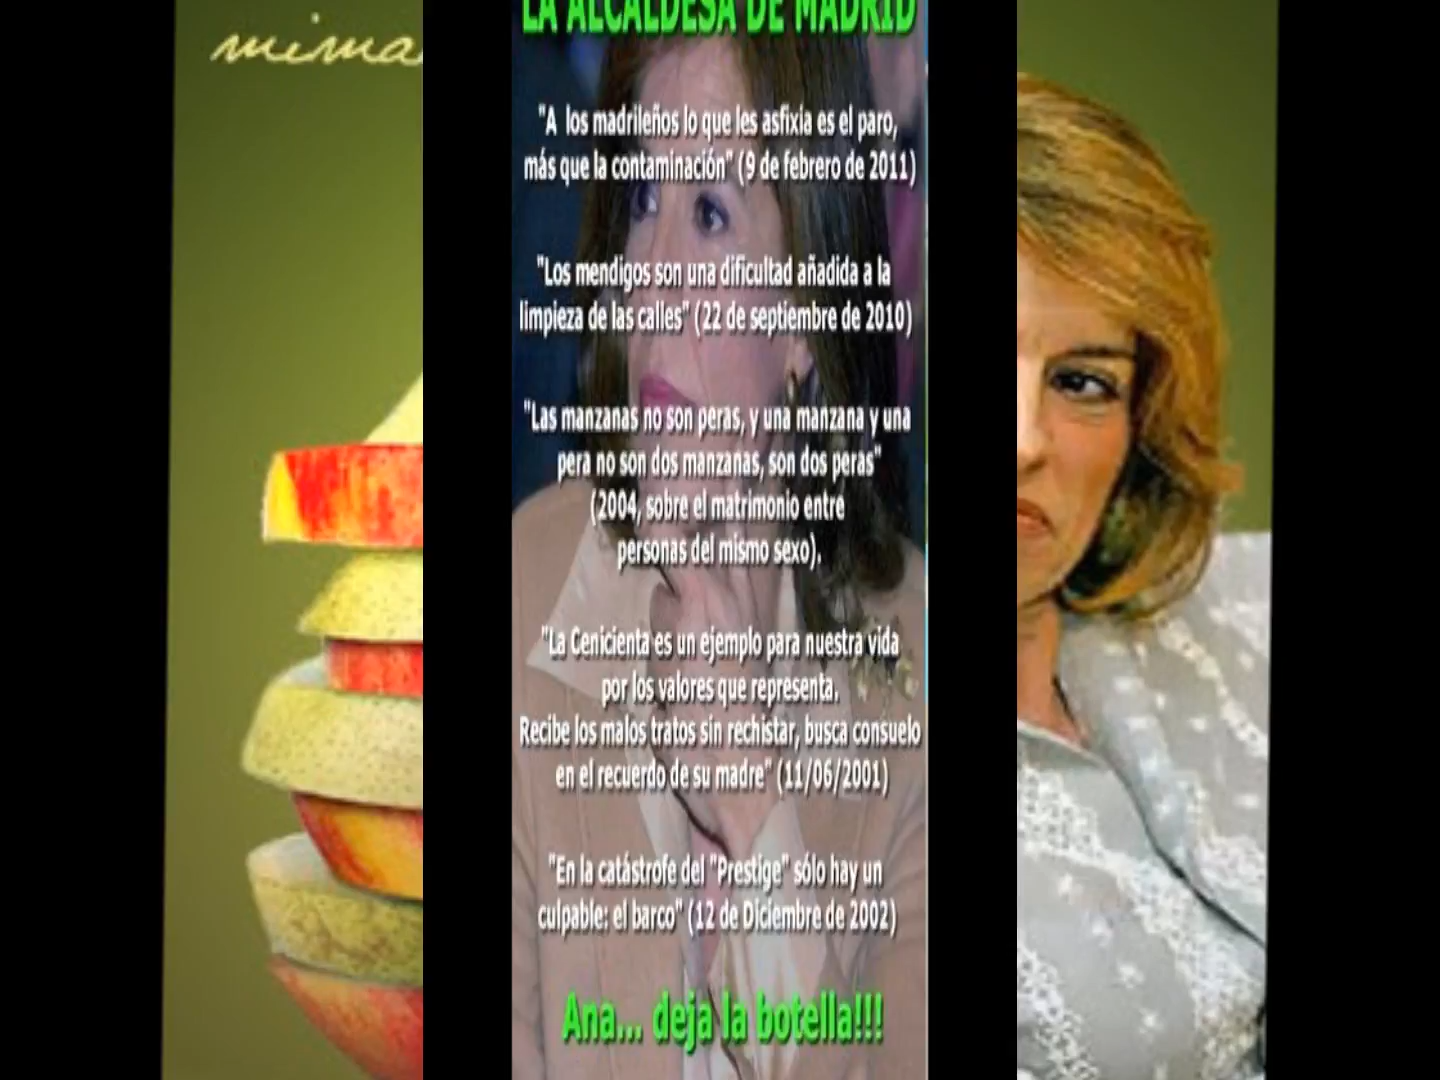 mima
LA ALCALDESA DE MADRID
"A los madrileños lo que les asfixia es el paro,
más que la contaminación" (9 de febrero de 2011)
"Los mendigos son una dificultad añadida a la
limpieza de las calles" (22 de septiembre de 2010)
"Las manzanas no son peras, y una manzana y una
pera no son dos manzanas, son dos peras"
(2004, sobre el matrimonio entre
personas del mismo sexo).
"La Cenicienta es un ejemplo para nuestra vida
por los valores que representa.
Recibe los malos tratos sin rechistar, busca consuelo
en el recuerdo de su madre" (11/06/2001)
"En la catástrofe del "Prestige" sólo hay un
culpable: el barco" (12 de Diciembre de 2002)
Ana... deja la botella!!!